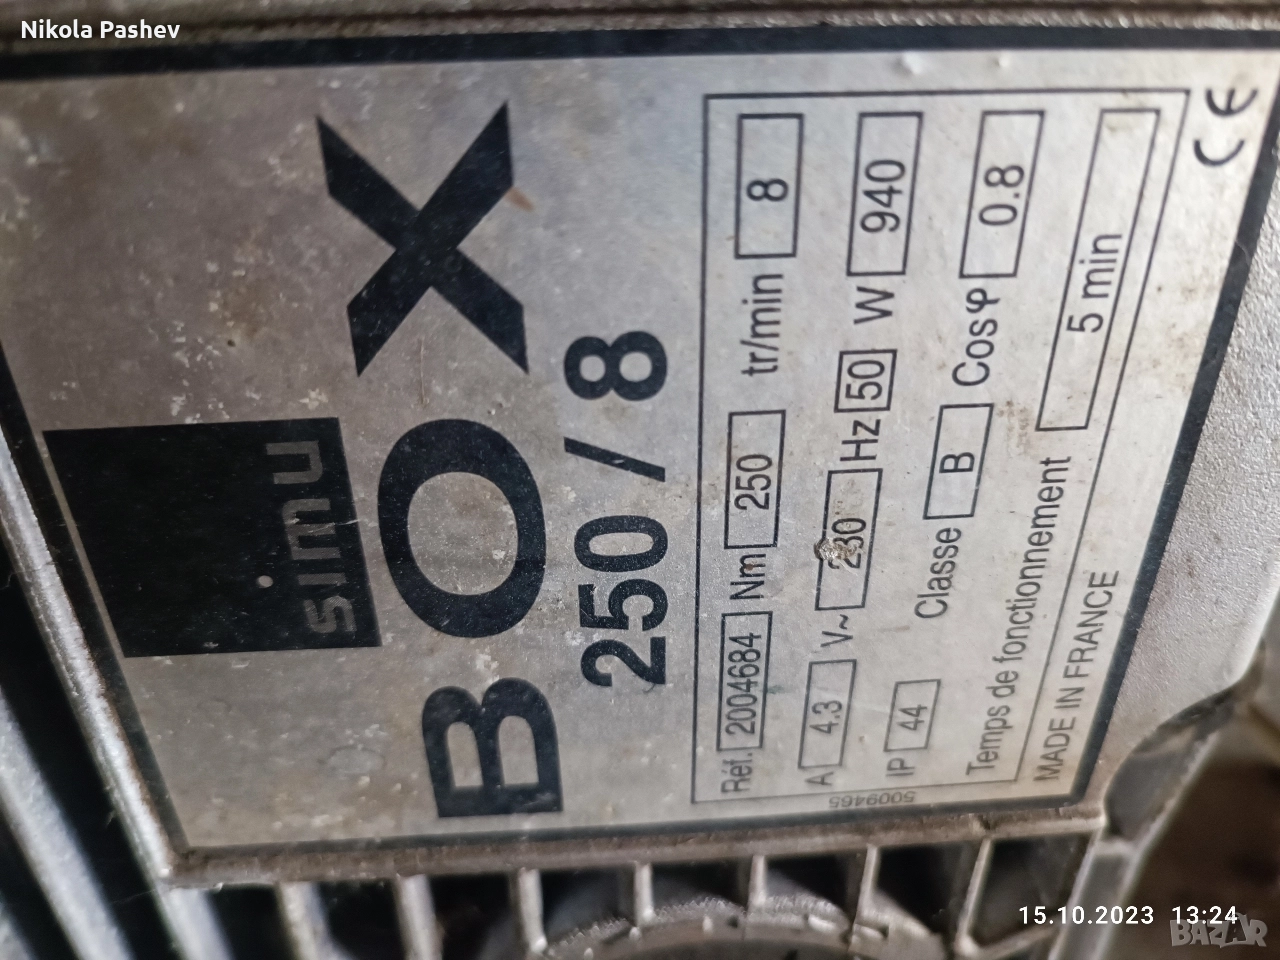 Nikola Pashev
simu
BOX
250/8
Réf. 2004684 Nm 250 tr/min 8
A 4.3 V~ 230 Hz 50 W 940
IP 44 Classe B Cosφ 0.8
Temps de fonctionnement 5 min
MADE IN FRANCE
5009465
CE
15.10.2023 13:24
BAZAR